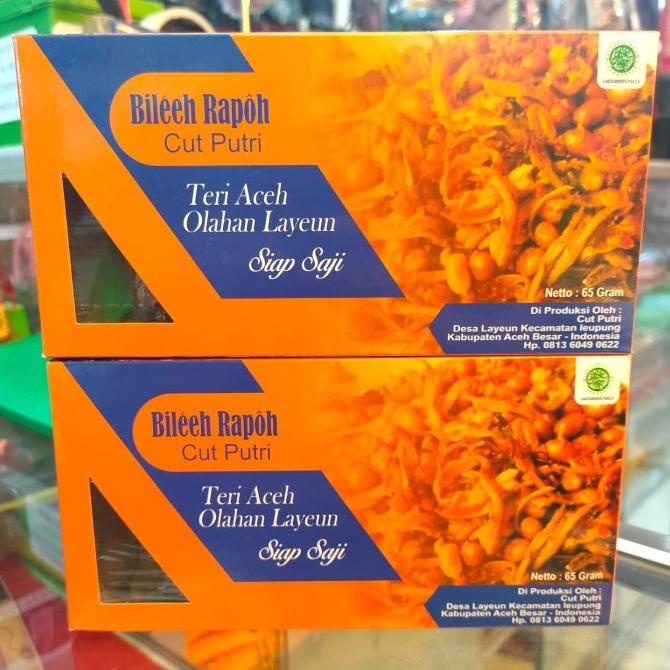 Biléeh Rapôh
Cut Putri
Teri Aceh
Olahan Layeun
Siap Saji
Netto : 65 Gram
Di Produksi Oleh :
Cut Putri
Desa Layeun Kecamatan leupung
Kabupaten Aceh Besar - Indonesia
Hp. 0813 6049 0622
Biléeh Rapôh
Cut Putri
Teri Aceh
Olahan Layeun
Siap Saji
Netto : 65 Gram
Di Produksi Oleh :
Cut Putri
Desa Layeun Kecamatan leupung
Kabupaten Aceh Besar - Indonesia
Hp. 0813 6049 0622